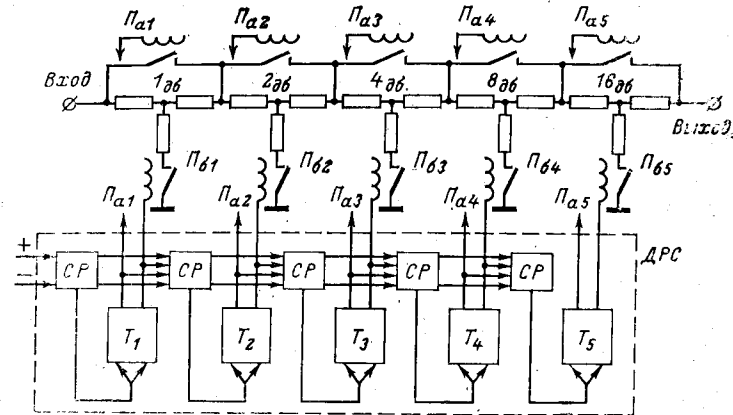 Па1 Па2 Па3 Па4 Па5
Вход 1дб 2дб 4дб 8дб 16дб
Выход
Пб1 Пб2 Пб3 Пб4 Пб5
Па1 Па2 Па3 Па4 Па5
+
−
СР СР СР СР СР ДРС
Т1 Т2 Т3 Т4 Т5